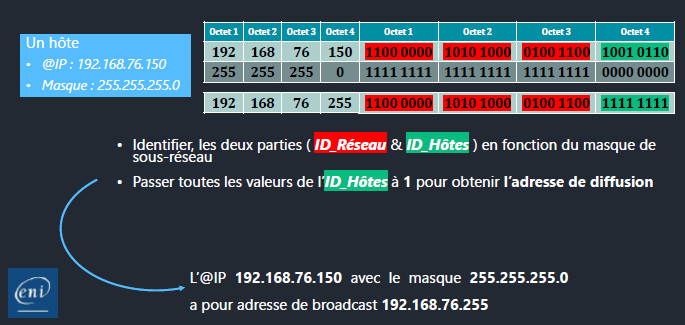 Un hôte
• @IP : 192.168.76.150
• Masque : 255.255.255.0
Octet 1 Octet 2 Octet 3 Octet 4 Octet 1 Octet 2 Octet 3 Octet 4
192 168 76 150 1100 0000 1010 1000 0100 1100 1001 0110
255 255 255 0 1111 1111 1111 1111 1111 1111 0000 0000
192 168 76 255 1100 0000 1010 1000 0100 1100 1111 1111
• Identifier, les deux parties ( ID_Réseau & ID_Hôtes ) en fonction du masque de
sous-réseau
• Passer toutes les valeurs de l'ID_Hôtes à 1 pour obtenir l'adresse de diffusion
L'@IP 192.168.76.150 avec le masque 255.255.255.0
a pour adresse de broadcast 192.168.76.255
eni